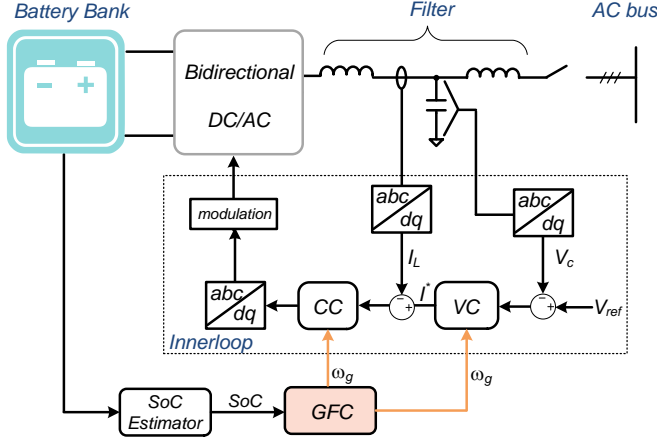 Battery Bank
Filter
AC bus
Bidirectional
DC/AC
abc
dq
abc
dq
modulation
I_L
V_c
abc
dq
CC
I*
VC
V_ref
Innerloop
ω_g
ω_g
SoC
Estimator
SoC
GFC